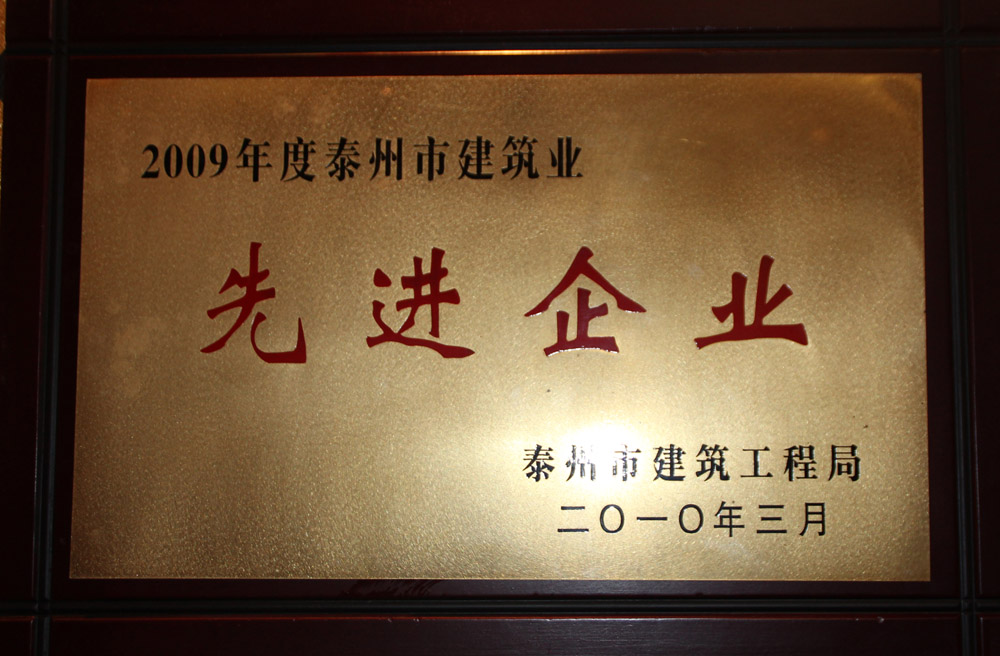 2009年度泰州市建筑业
先进企业
泰州市建筑工程局
二〇一〇年三月